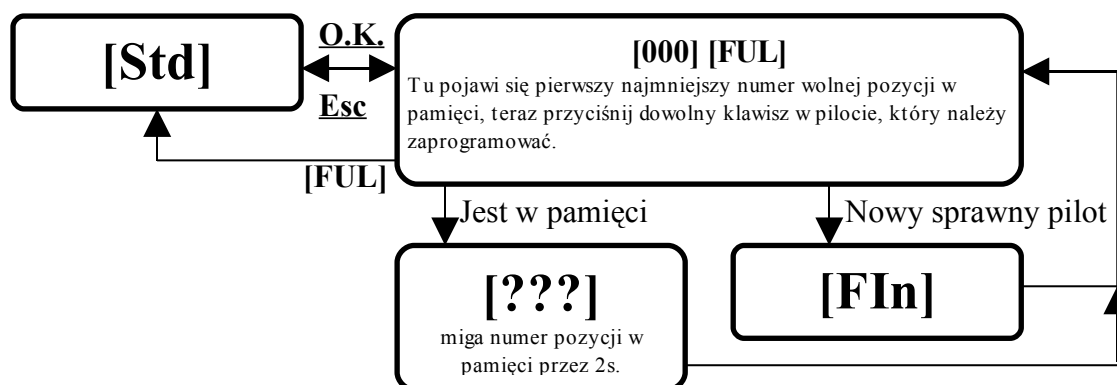 [Std]
O.K.
Esc
[000] [FUL]
Tu pojawi się pierwszy najmniejszy numer wolnej pozycji w
pamięci, teraz przyciśnij dowolny klawisz w pilocie, który należy
zaprogramować.
[FUL]
Jest w pamięci
Nowy sprawny pilot
[???]
miga numer pozycji w
pamięci przez 2s.
[FIn]